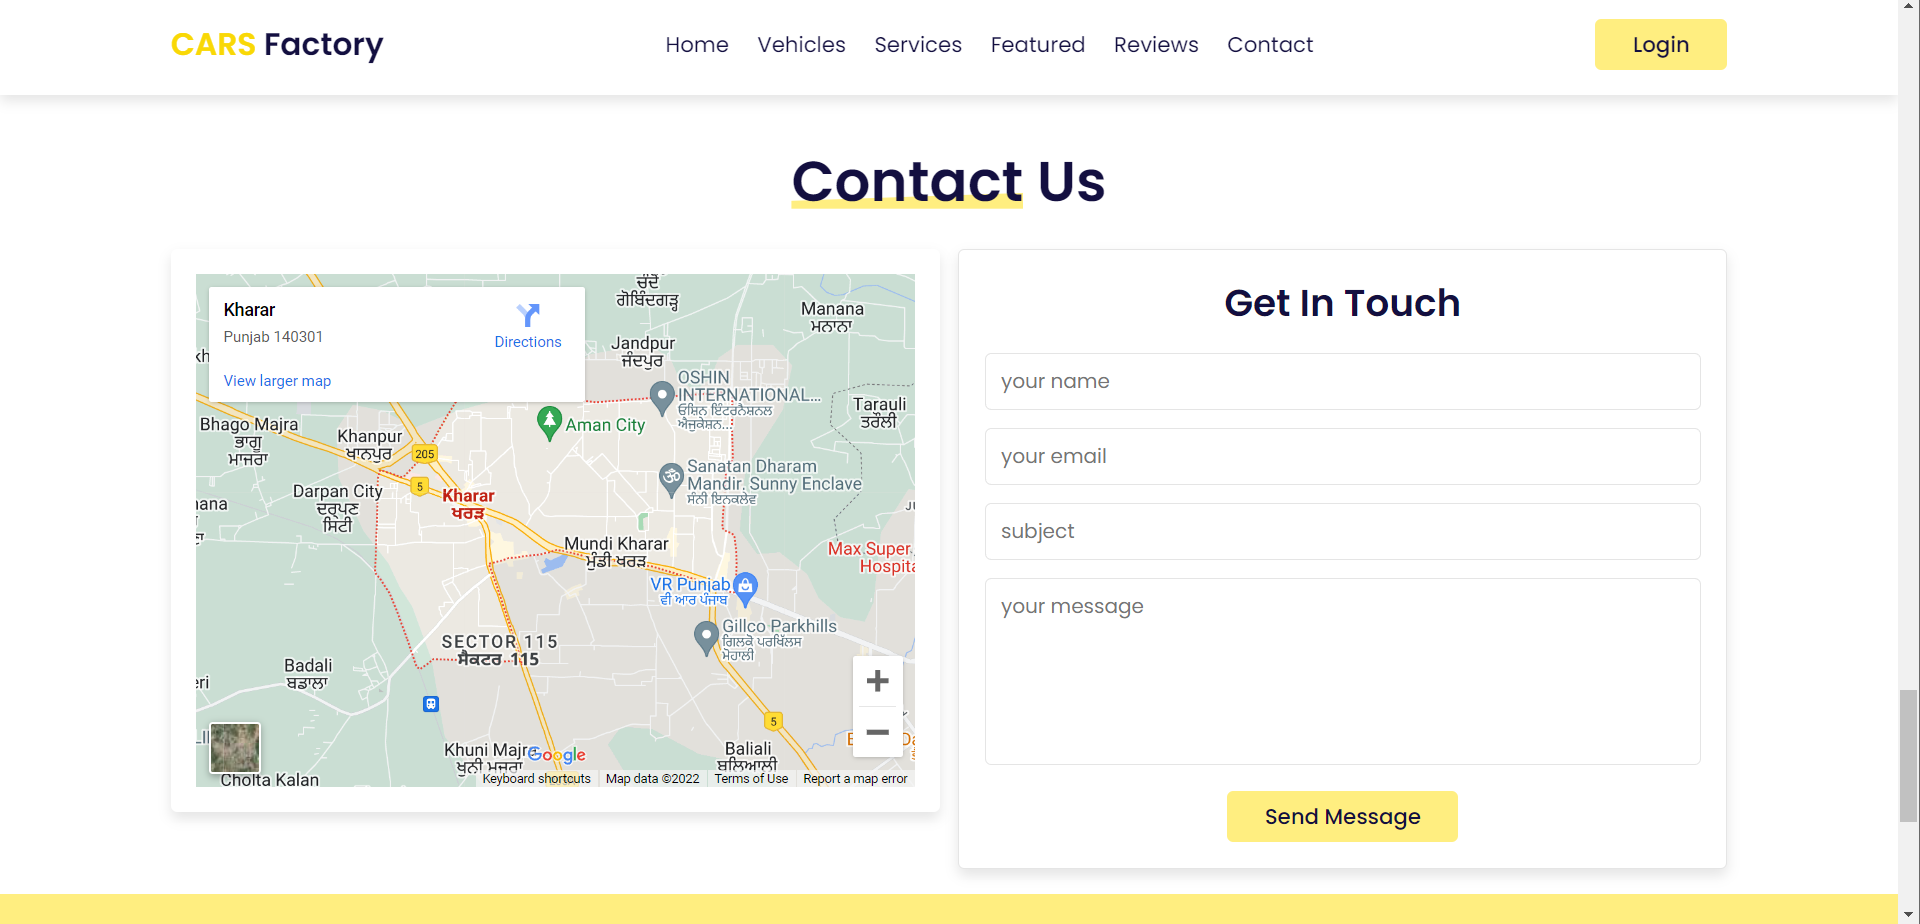 CARS Factory
Home
Vehicles
Services
Featured
Reviews
Contact
Login
Contact Us
Kharar
Punjab 140301
Directions
View larger map
ਚੰਦੋਂ
ਗੋਬਿੰਦਗੜ੍ਹ
Manana
ਮਨਾਨਾ
Jandpur
ਜੰਦਪੁਰ
OSHIN
INTERNATIONAL...
ਓਸ਼ਿਨ ਇੰਟਰਨੈਸ਼ਨਲ
ਐਜੂਕੇਸ਼ਨ...
Tarauli
ਤਰੌਲੀ
Bhago Majra
ਭਾਗੂ
ਮਾਜਰਾ
Khanpur
ਖਾਨਪੁਰ
Aman City
205
5
Sanatan Dharam
Mandir. Sunny Enclave
ਸੰਨੀ ਇਨਕਲੇਵ
Darpan City
ਦਰਪਣ
ਸਿਟੀ
Kharar
ਖਰੜ
Mundi Kharar
ਮੁੰਡੀ ਖਰੜ
Max Super
Hospita
VR Punjab
ਵੀ ਆਰ ਪੰਜਾਬ
Gillco Parkhills
ਗਿਲਕੋ ਪਰਖਿੱਲਸ
ਮੋਹਾਲੀ
SECTOR 115
ਸੈਕਟਰ 115
Badali
ਬਡਾਲਾ
5
Khuni Majra
ਖੂਨੀ ਮਜਰਾ
Google
Baliali
ਬਲਿਆਲੀ
Cholta Kalan
Keyboard shortcuts
Map data ©2022
Terms of Use
Report a map error
Get In Touch
your name
your email
subject
your message
Send Message